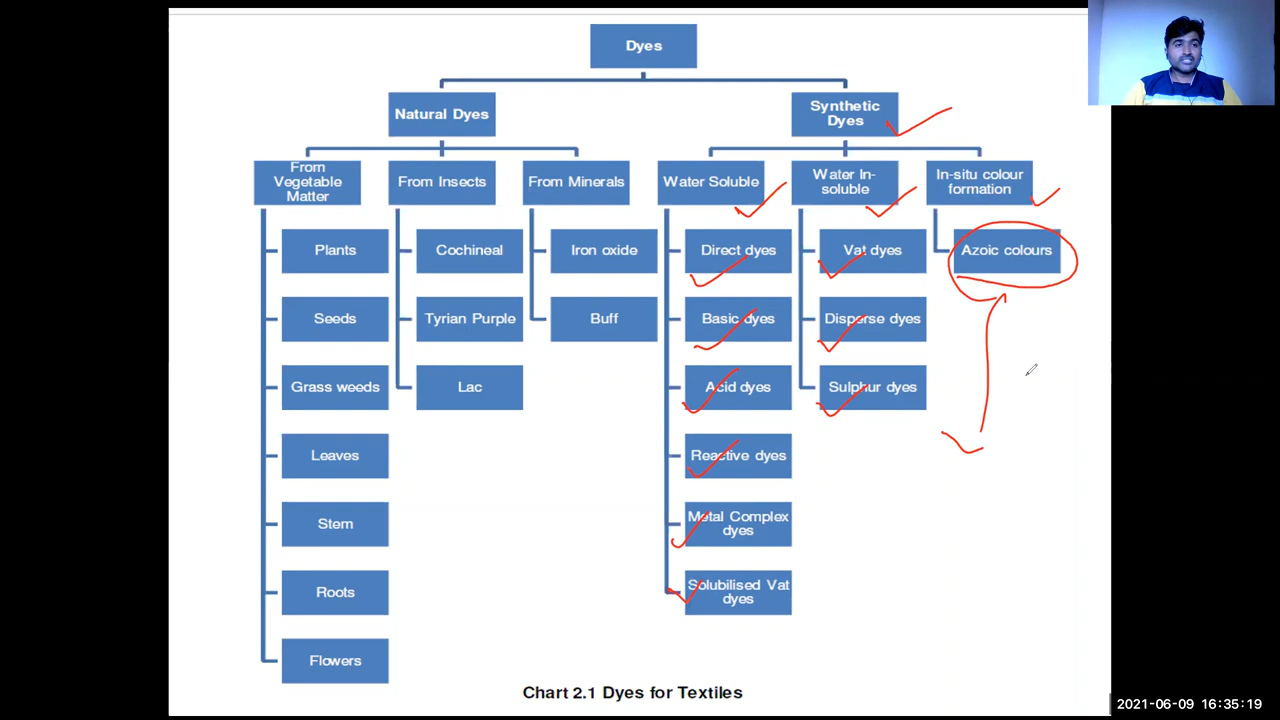 Dyes
Natural Dyes
Synthetic
Dyes
From
Vegetable
Matter
From Insects
From Minerals
Water Soluble
Water In-
soluble
In-situ colour
formation
Plants
Cochineal
Iron oxide
Direct dyes
Vat dyes
Azoic colours
Seeds
Tyrian Purple
Buff
Basic dyes
Disperse dyes
Grass weeds
Lac
Acid dyes
Sulphur dyes
Leaves
Reactive dyes
Stem
Metal Complex
dyes
Roots
Solubilised Vat
dyes
Flowers
Chart 2.1 Dyes for Textiles
2021-06-09 16:35:19